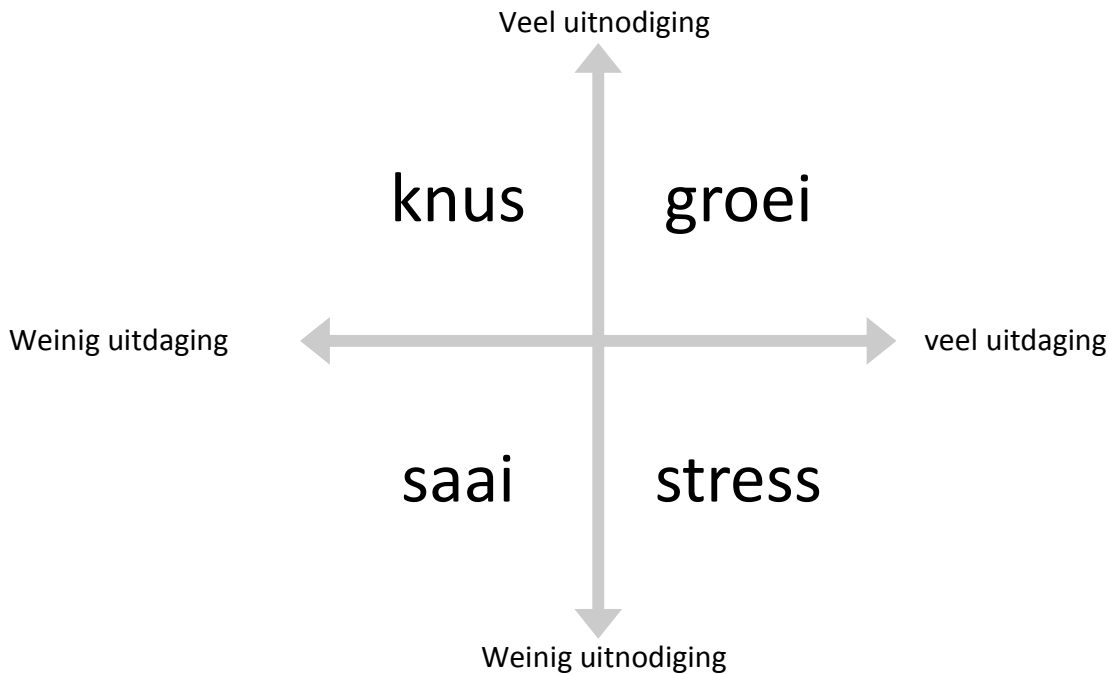 Veel uitnodiging
knus groei
Weinig uitdaging veel uitdaging
saai stress
Weinig uitnodiging